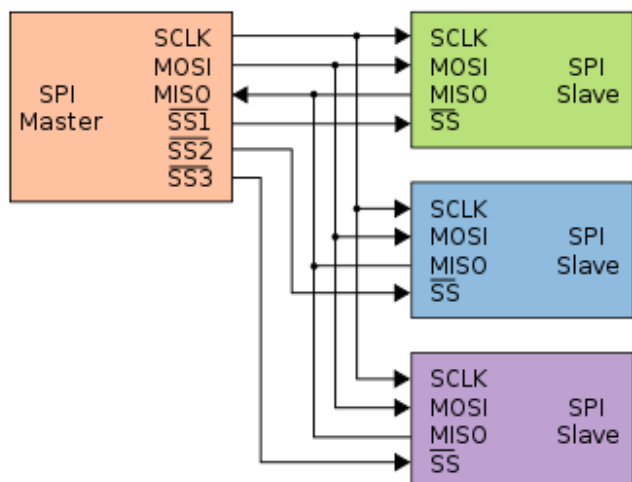 SCLK
MOSI
MISO
SS1
SS2
SS3
SPI
Master
SCLK
MOSI
MISO
SS
SPI
Slave
SCLK
MOSI
MISO
SS
SPI
Slave
SCLK
MOSI
MISO
SS
SPI
Slave